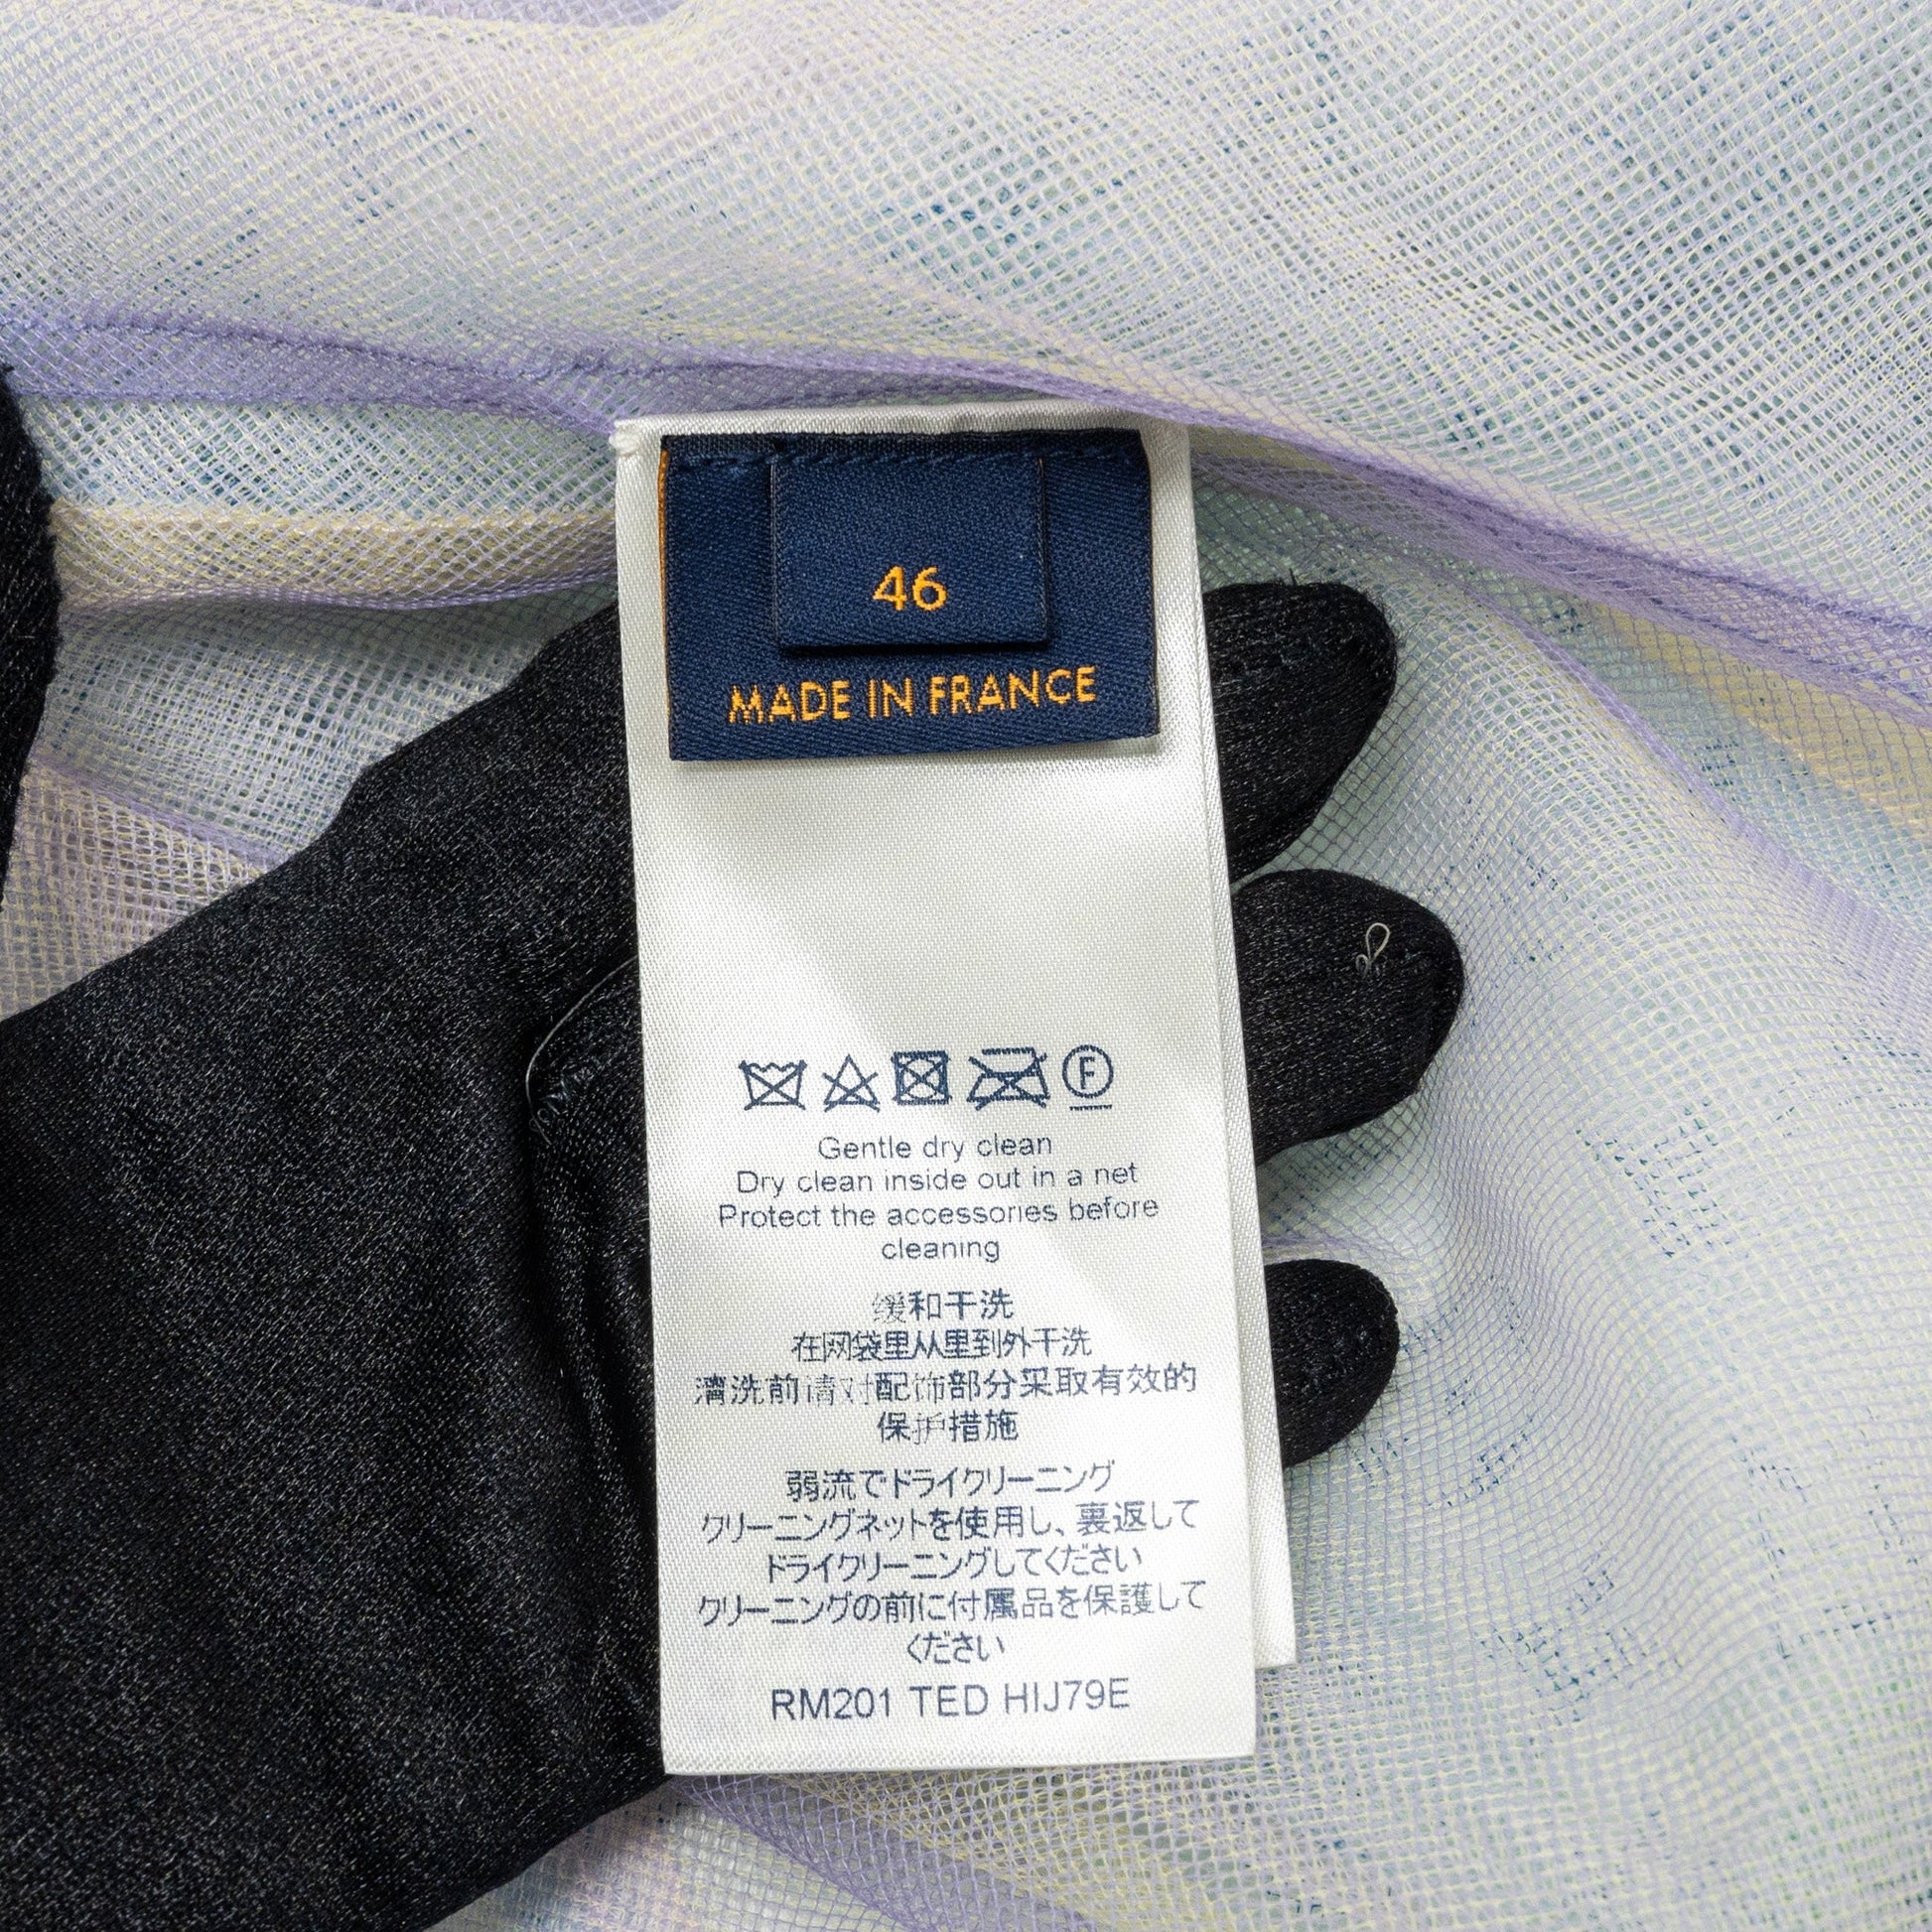 46
MADE IN FRANCE
F
Gentle dry clean
Dry clean inside out in a net
Protect the accessories before
cleaning
缓和干洗
在网袋里从里到外干洗
清洗前请对配饰部分采取有效的
保护措施
弱流でドライクリーニング
クリーニングネットを使用し、裏返して
ドライクリーニングしてください
クリーニングの前に付属品を保護して
ください
RM201 TED HIJ79E